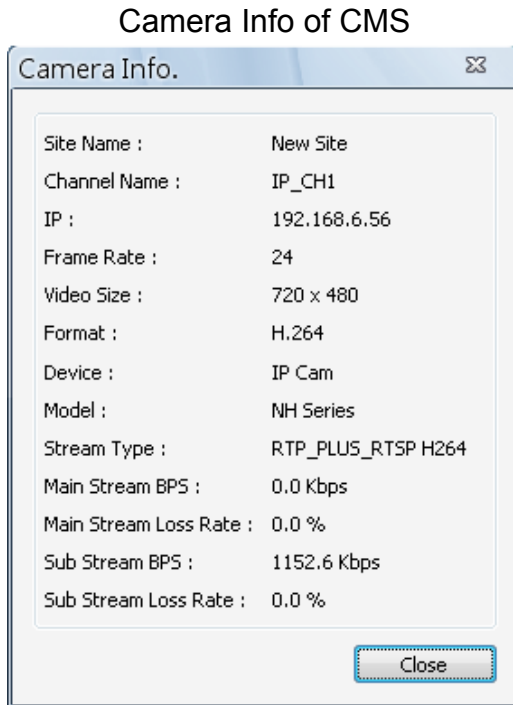 Camera Info of CMS
Camera Info.
Site Name : New Site
Channel Name : IP_CH1
IP : 192.168.6.56
Frame Rate : 24
Video Size : 720 x 480
Format : H.264
Device : IP Cam
Model : NH Series
Stream Type : RTP_PLUS_RTSP H264
Main Stream BPS : 0.0 Kbps
Main Stream Loss Rate : 0.0 %
Sub Stream BPS : 1152.6 Kbps
Sub Stream Loss Rate : 0.0 %
Close